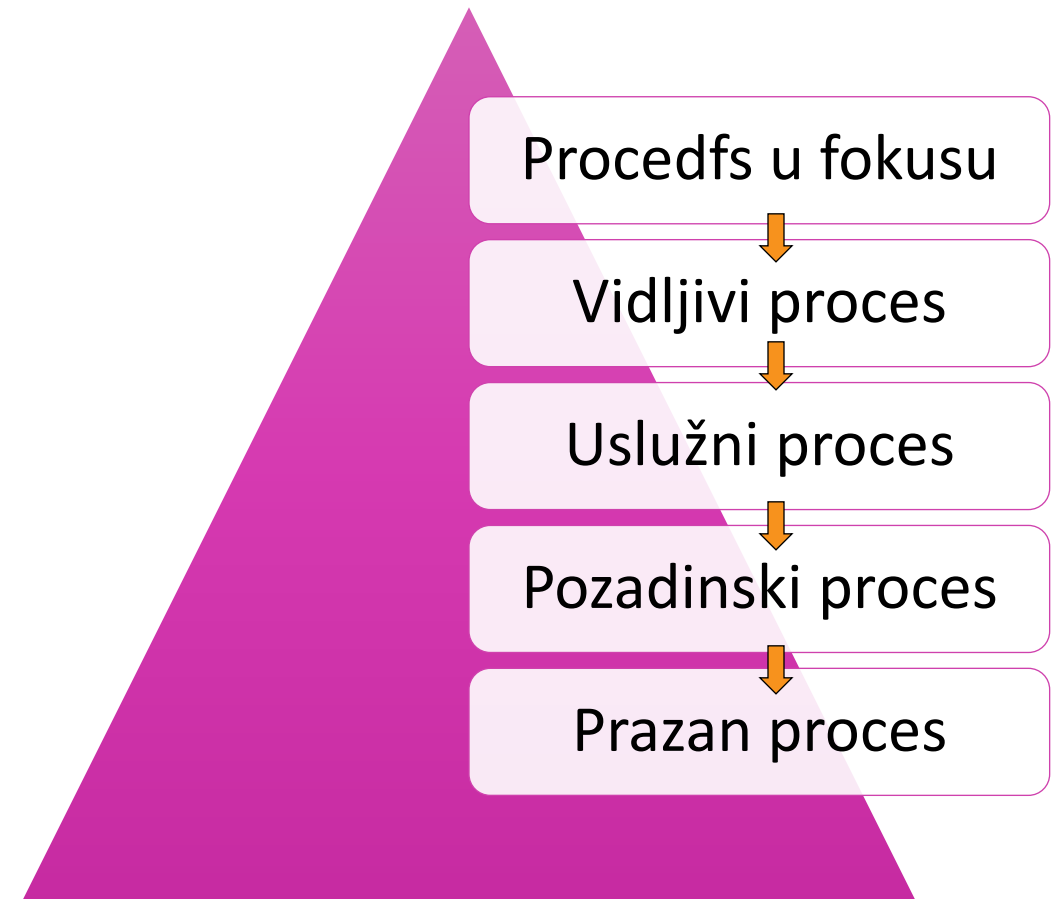 Procedfs u fokusu
Vidljivi proces
Uslužni proces
Pozadinski proces
Prazan proces